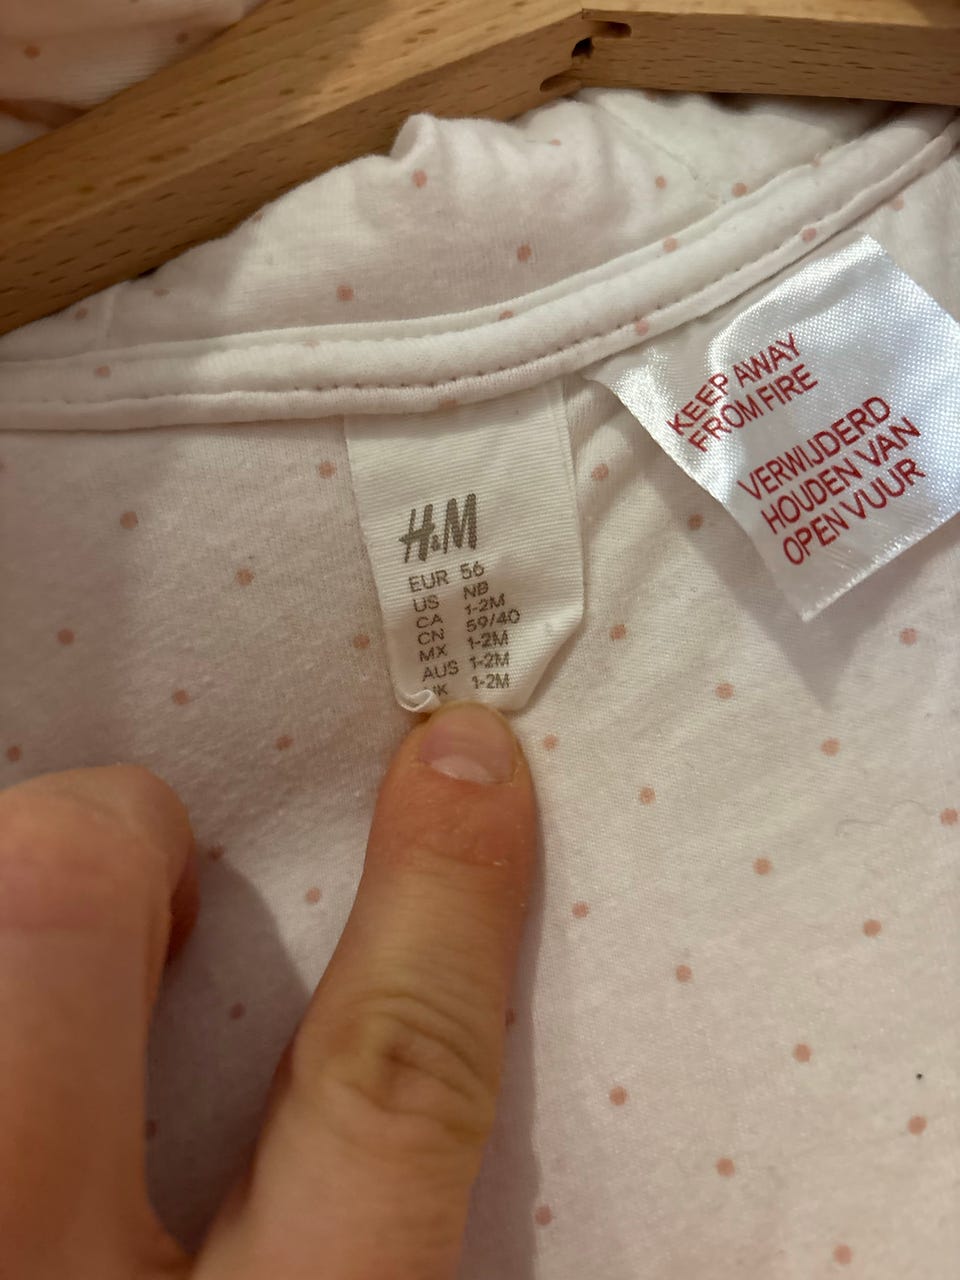 H&M
EUR 56
US NB
CA 1-2M
CN 59/40
MX 1-2M
AUS 1-2M
1-2M
KEEP AWAY
FROM FIRE
VERWIJDERD
HOUDEN VAN
OPEN VUUR